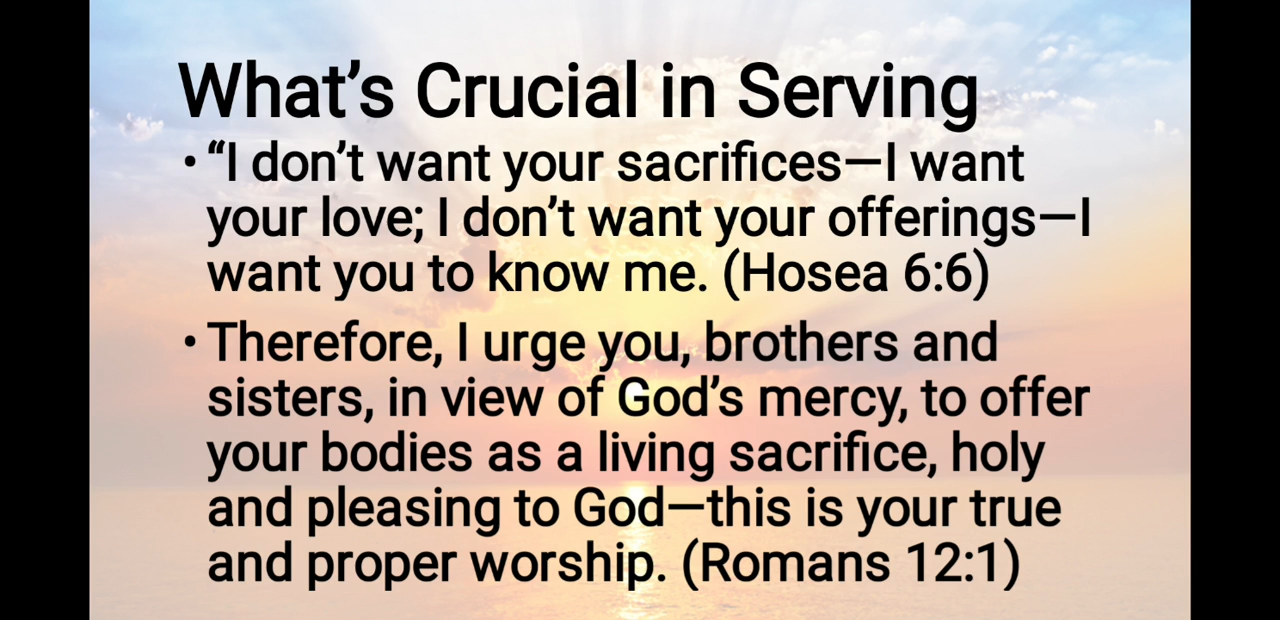 What’s Crucial in Serving
• “I don’t want your sacrifices—I want
your love; I don’t want your offerings—I
want you to know me. (Hosea 6:6)
• Therefore, I urge you, brothers and
sisters, in view of God’s mercy, to offer
your bodies as a living sacrifice, holy
and pleasing to God—this is your true
and proper worship. (Romans 12:1)